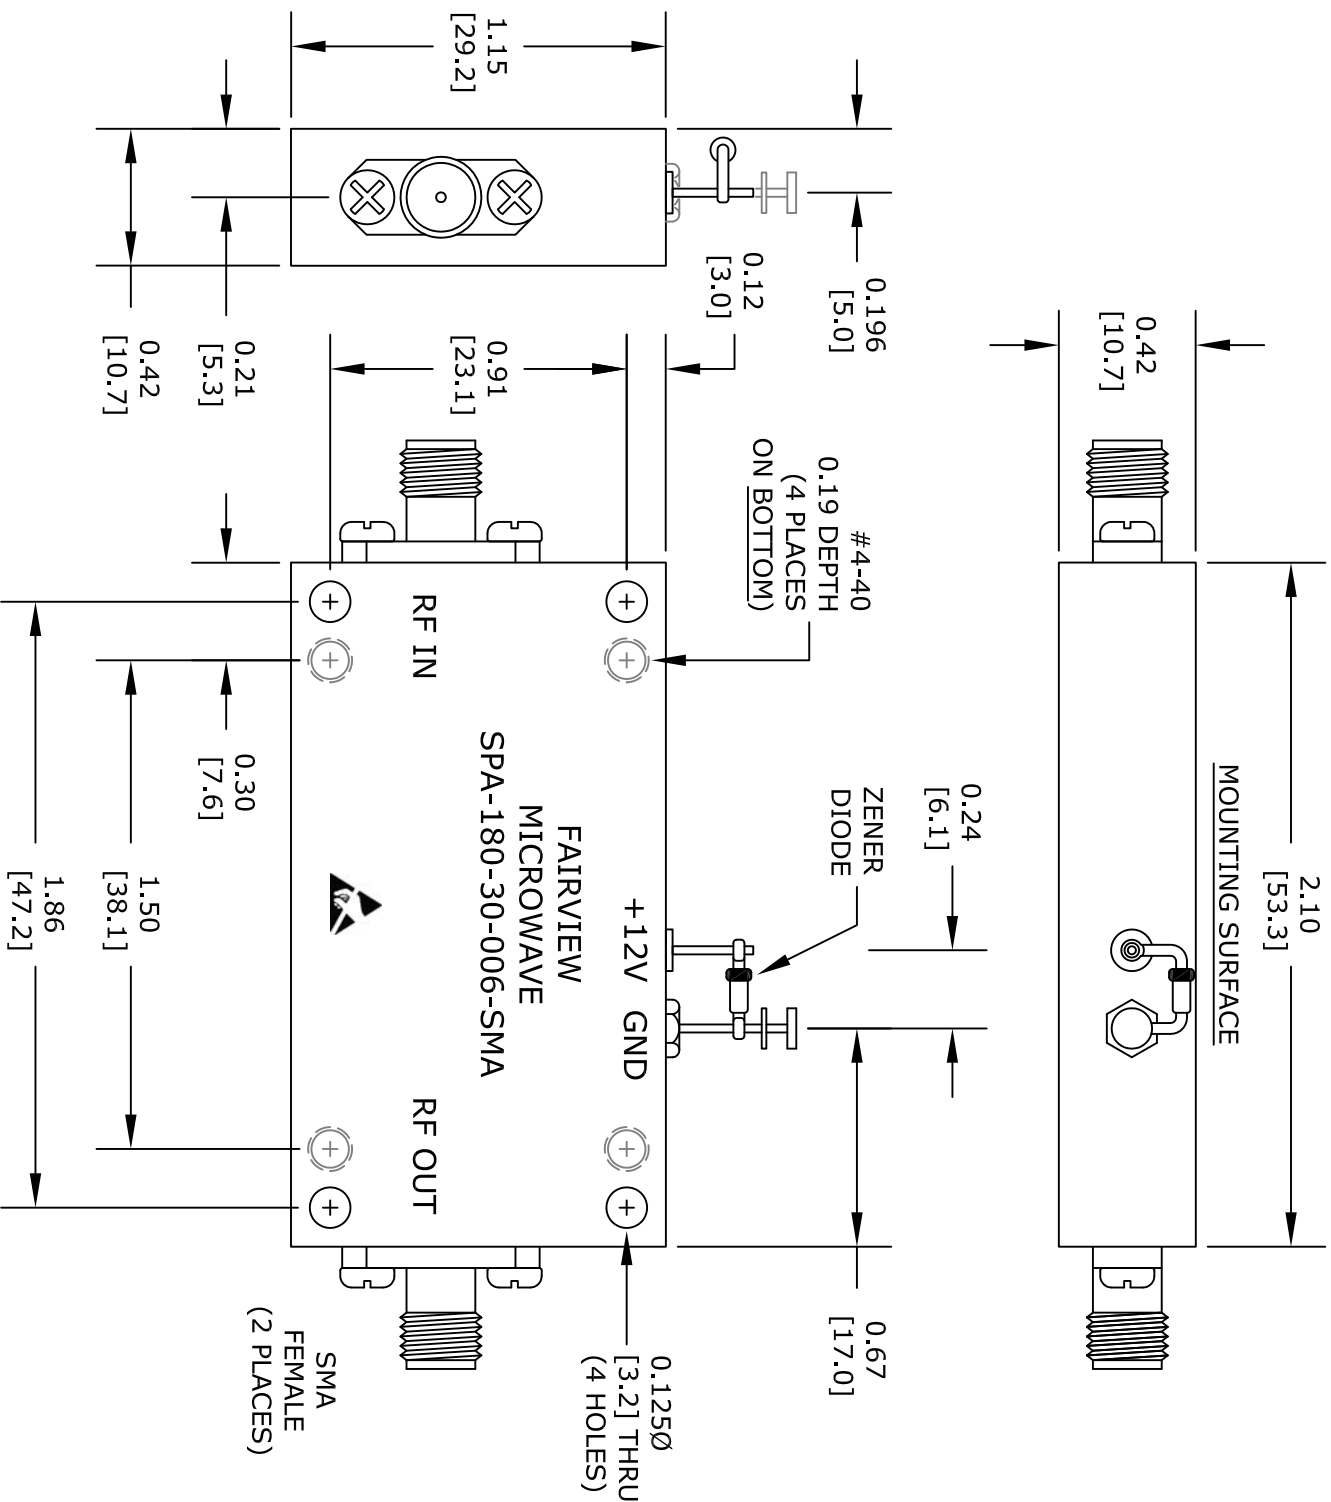 2.10
[53.3]
MOUNTING SURFACE
0.42
[10.7]
0.196
[5.0]
0.24
[6.1]
0.67
[17.0]
ZENER
DIODE
#4-40
0.19 DEPTH
(4 PLACES
ON BOTTOM)
0.12
[3.0]
0.125Ø
[3.2] THRU
(4 HOLES)
1.15
[29.2]
0.91
[23.1]
+12V GND
FAIRVIEW
MICROWAVE
SPA-180-30-006-SMA
RF IN
RF OUT
SMA
FEMALE
(2 PLACES)
0.21
[5.3]
0.30
[7.6]
0.42
[10.7]
1.50
[38.1]
1.86
[47.2]